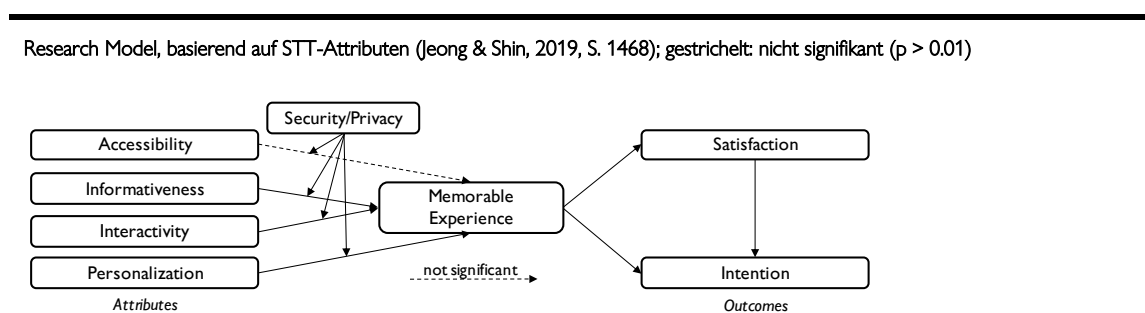 Research Model, basierend auf STT-Attributen (Jeong & Shin, 2019, S. 1468); gestrichelt: nicht signifikant (p > 0.01)
Security/Privacy
Accessibility
Informativeness
Interactivity
Personalization
Attributes
Memorable
Experience
not significant
Satisfaction
Intention
Outcomes